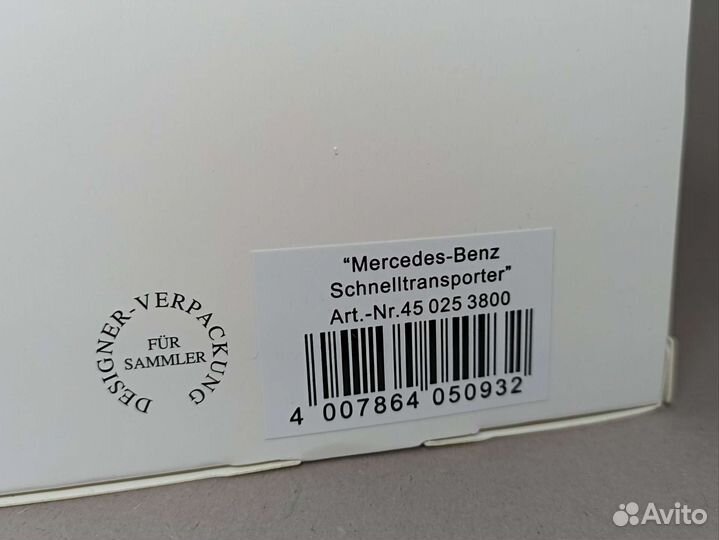 “Mercedes-Benz
Schnelltransporter”
Art.-Nr.45 025 3800
4 007864 050932
DESIGNER-VERPACKUNG
FÜR
SAMMLER
Avito